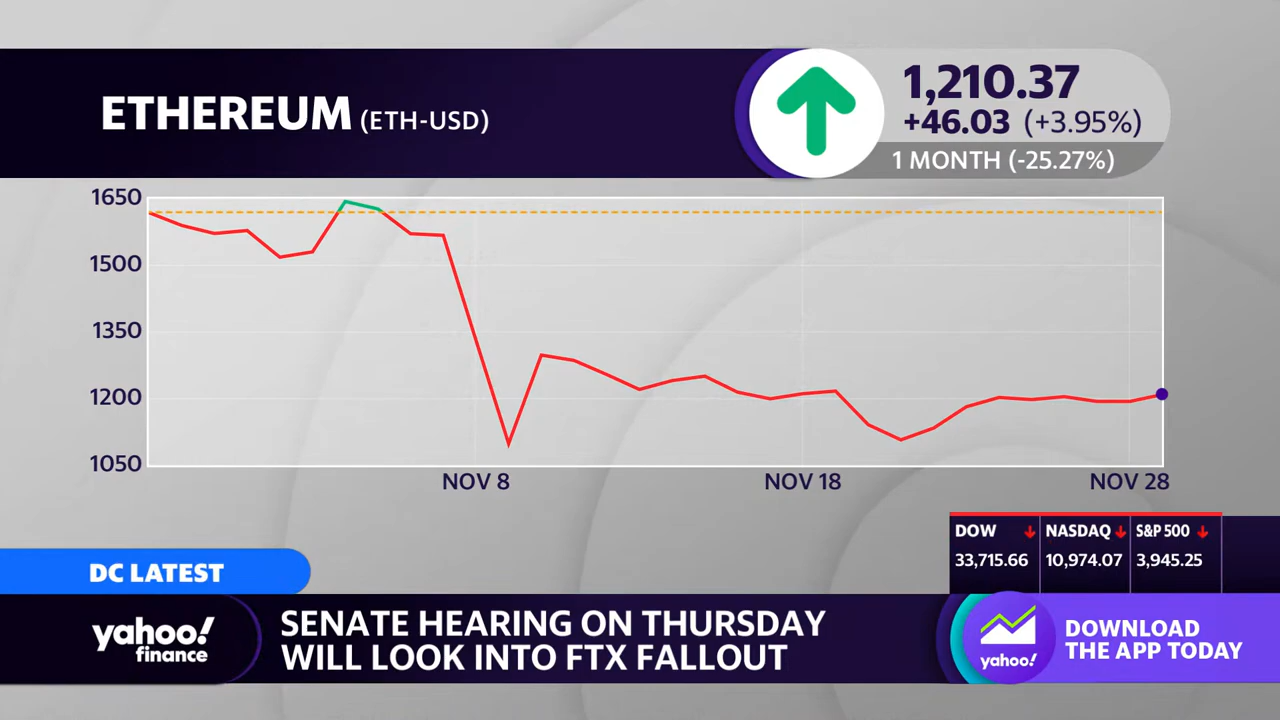 ETHEREUM (ETH-USD)
1,210.37
+46.03 (+3.95%)
1 MONTH (-25.27%)
1650
1500
1350
1200
1050
NOV 8 NOV 18 NOV 28
DOW NASDAQ S&P 500
33,715.66 10,974.07 3,945.25
DC LATEST
yahoo!
finance
SENATE HEARING ON THURSDAY
WILL LOOK INTO FTX FALLOUT
yahoo!
DOWNLOAD
THE APP TODAY